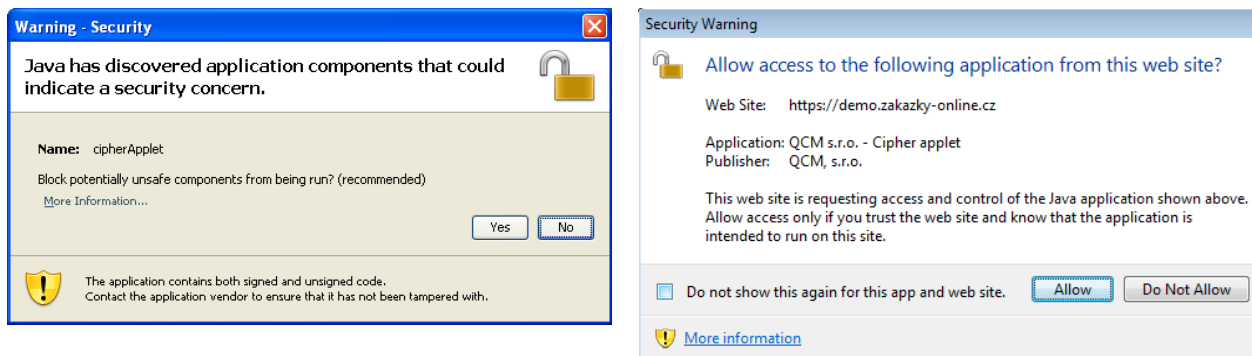 Warning - Security
Java has discovered application components that could
indicate a security concern.
Name: cipherApplet
Block potentially unsafe components from being run? (recommended)
More Information...
Yes No
The application contains both signed and unsigned code.
Contact the application vendor to ensure that it has not been tampered with.
Security Warning
Allow access to the following application from this web site?
Web Site: https://demo.zakazky-online.cz
Application: QCM s.r.o. - Cipher applet
Publisher: QCM, s.r.o.
This web site is requesting access and control of the Java application shown above.
Allow access only if you trust the web site and know that the application is
intended to run on this site.
Do not show this again for this app and web site. Allow Do Not Allow
More information